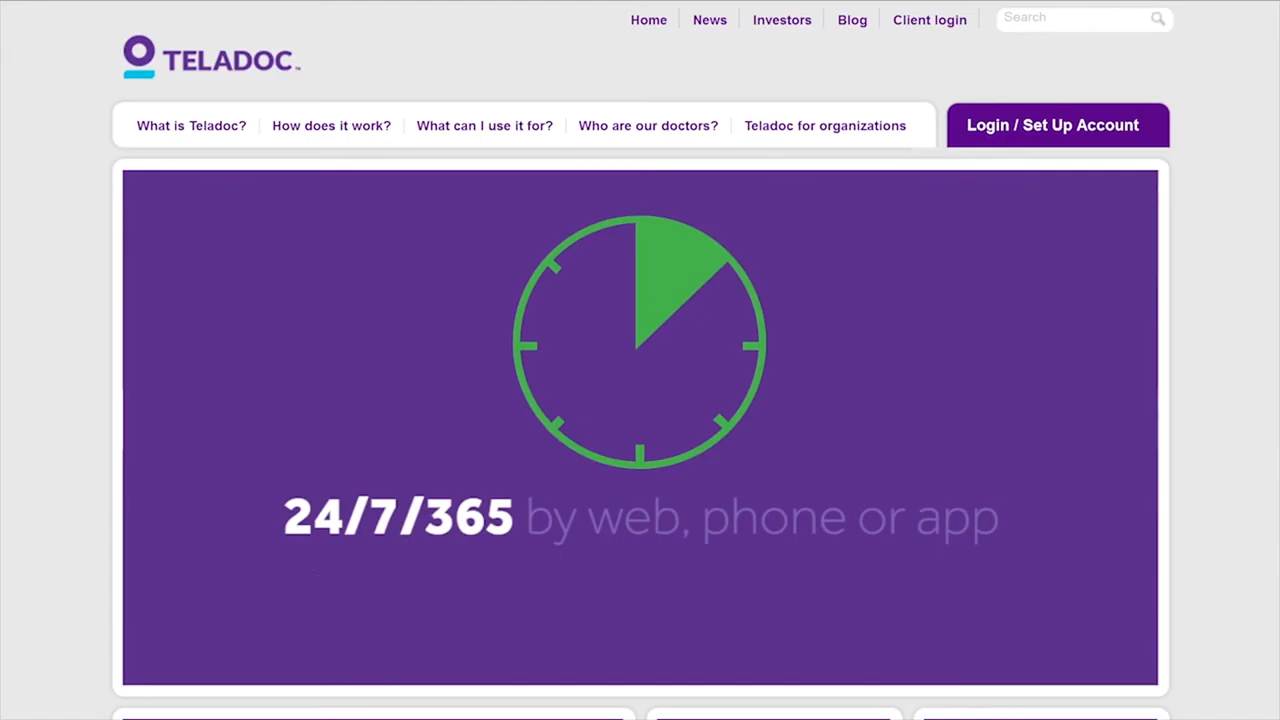 Home News Investors Blog Client login Search
TELADOC™
What is Teladoc? How does it work? What can I use it for? Who are our doctors? Teladoc for organizations Login / Set Up Account
24/7/365 by web, phone or app